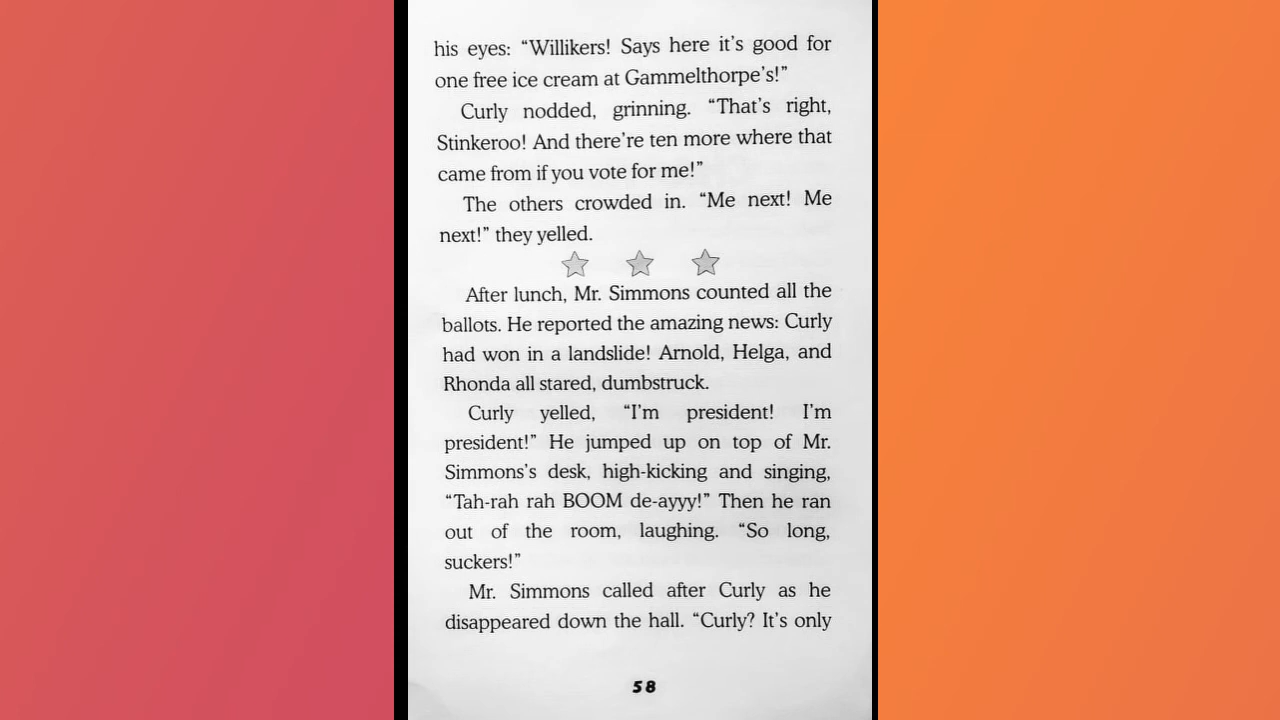 his eyes: “Willikers! Says here it’s good for
one free ice cream at Gammelthorpe’s!”
Curly nodded, grinning. “That’s right,
Stinkeroo! And there’re ten more where that
came from if you vote for me!”
The others crowded in. “Me next! Me
next!” they yelled.
After lunch, Mr. Simmons counted all the
ballots. He reported the amazing news: Curly
had won in a landslide! Arnold, Helga, and
Rhonda all stared, dumbstruck.
Curly yelled, “I’m president! I’m
president!” He jumped up on top of Mr.
Simmons’s desk, high-kicking and singing,
“Tah-rah rah BOOM de-ayyy!” Then he ran
out of the room, laughing. “So long,
suckers!”
Mr. Simmons called after Curly as he
disappeared down the hall. “Curly? It’s only
58